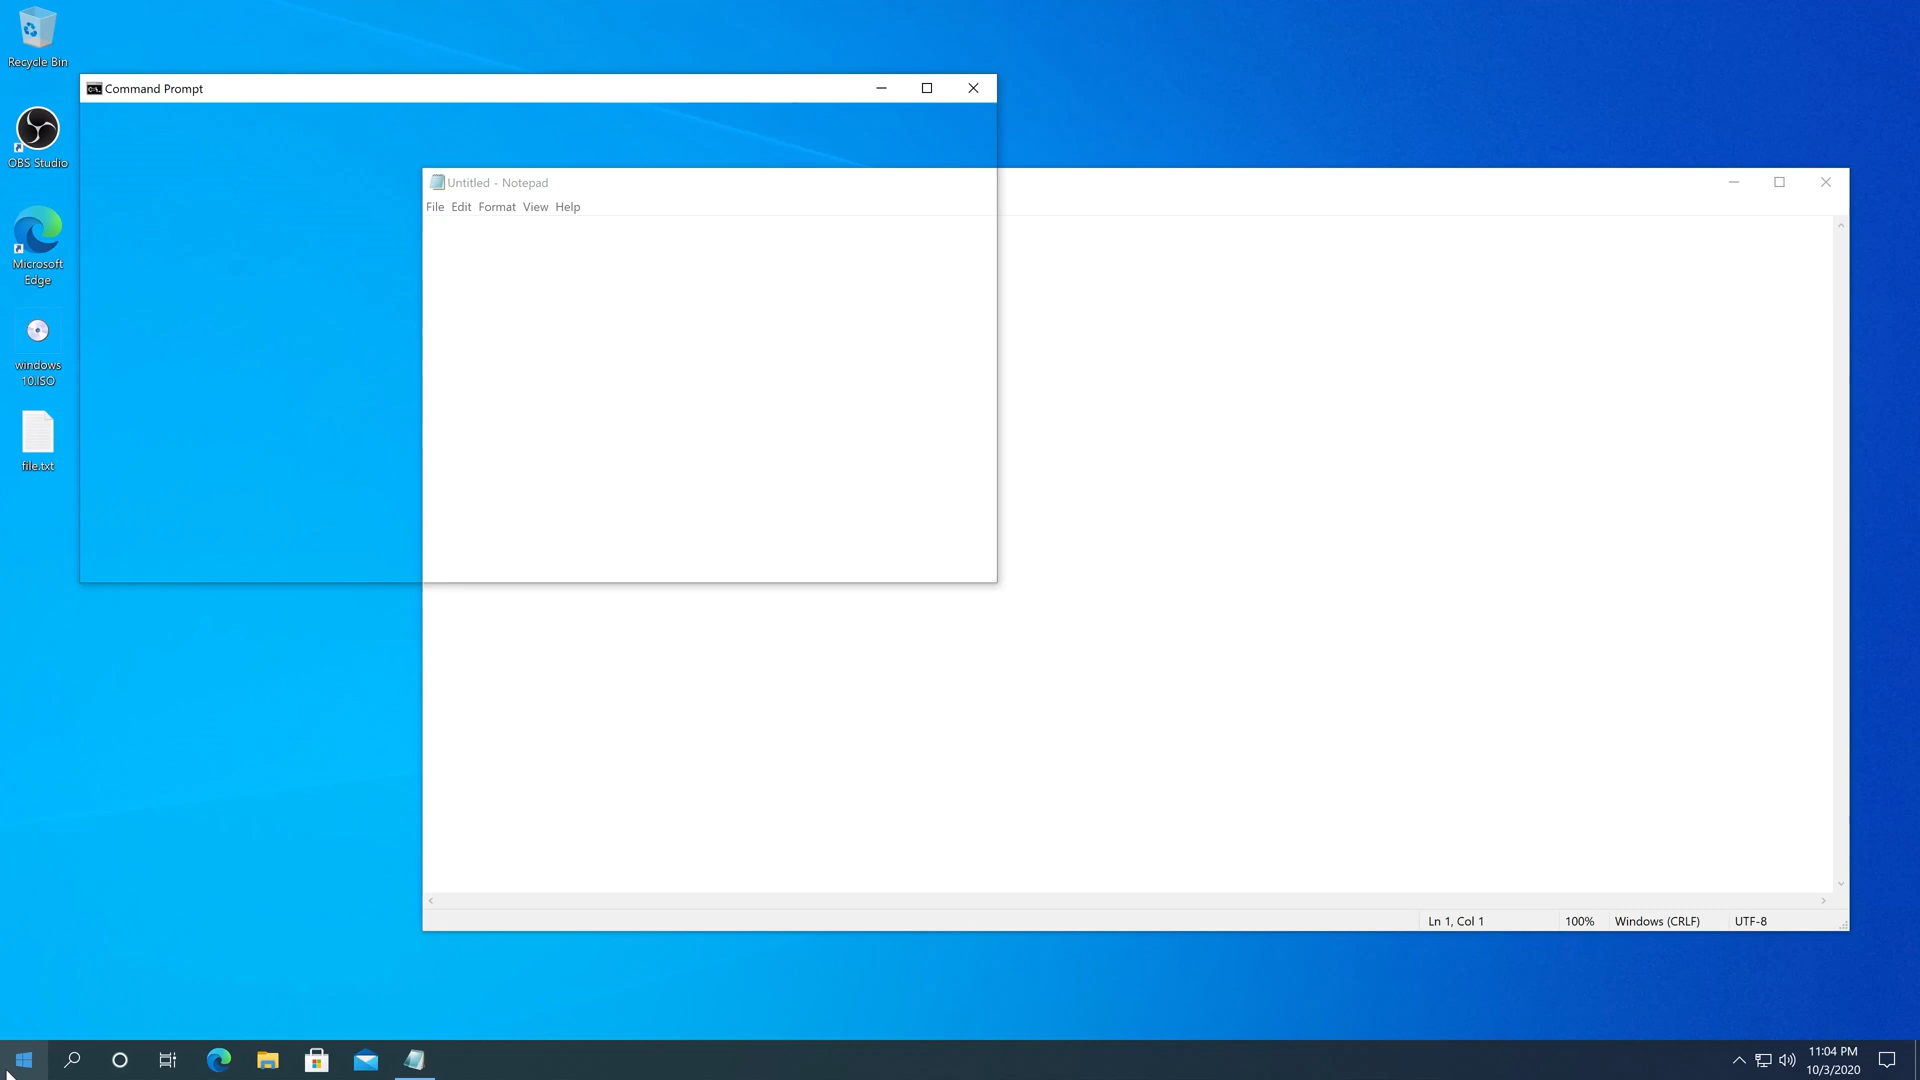 Recycle Bin
Command Prompt
OBS Studio
Untitled - Notepad
File Edit Format View Help
Microsoft
Edge
windows
10.ISO
file.txt
Ln 1, Col 1 100% Windows (CRLF) UTF-8
11:04 PM
10/3/2020